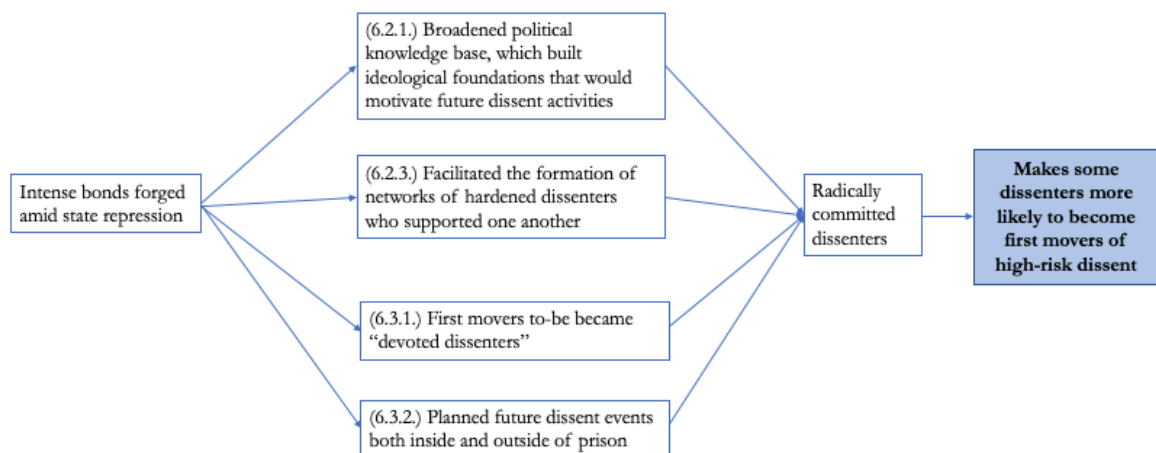 (6.2.1.) Broadened political
knowledge base, which built
ideological foundations that would
motivate future dissent activities
Intense bonds forged
amid state repression
(6.2.3.) Facilitated the formation of
networks of hardened dissenters
who supported one another
(6.3.1.) First movers to-be became
“devoted dissenters”
(6.3.2.) Planned future dissent events
both inside and outside of prison
Radically
committed
dissenters
Makes some
dissenters more
likely to become
first movers of
high-risk dissent